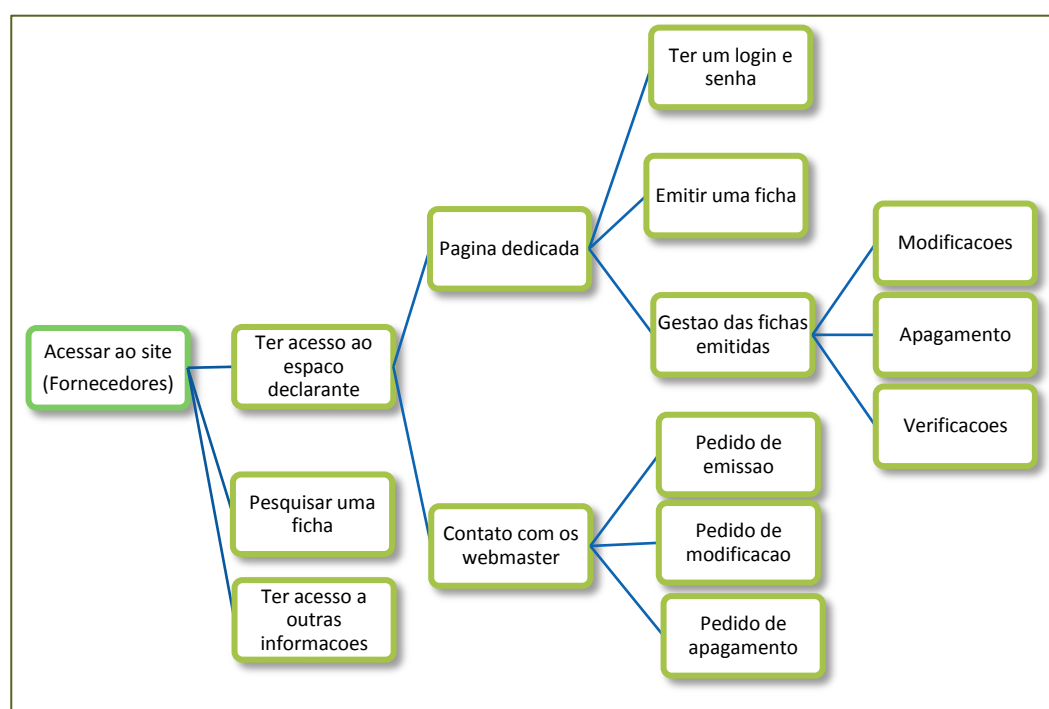 Acessar ao site
(Fornecedores)
Ter acesso ao
espaco
declarante
Pagina dedicada
Ter um login e
senha
Emitir uma ficha
Gestao das fichas
emitidas
Modificacoes
Apagamento
Verificacoes
Contato com os
webmaster
Pedido de
emissao
Pedido de
modificacao
Pedido de
apagamento
Pesquisar uma
ficha
Ter acesso a
outras
informacoes